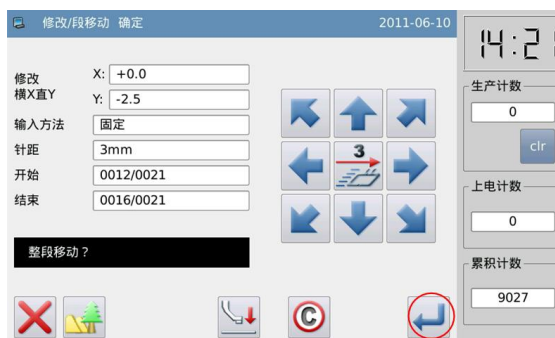 修改/段移动 确定 2011-06-10
14:2
修改
横X直Y
X: +0.0
Y: -2.5
输入方法 固定
针距 3mm
开始 0012/0021
结束 0016/0021
整段移动？
3
C
生产计数
0
clr
上电计数
0
累积计数
9027